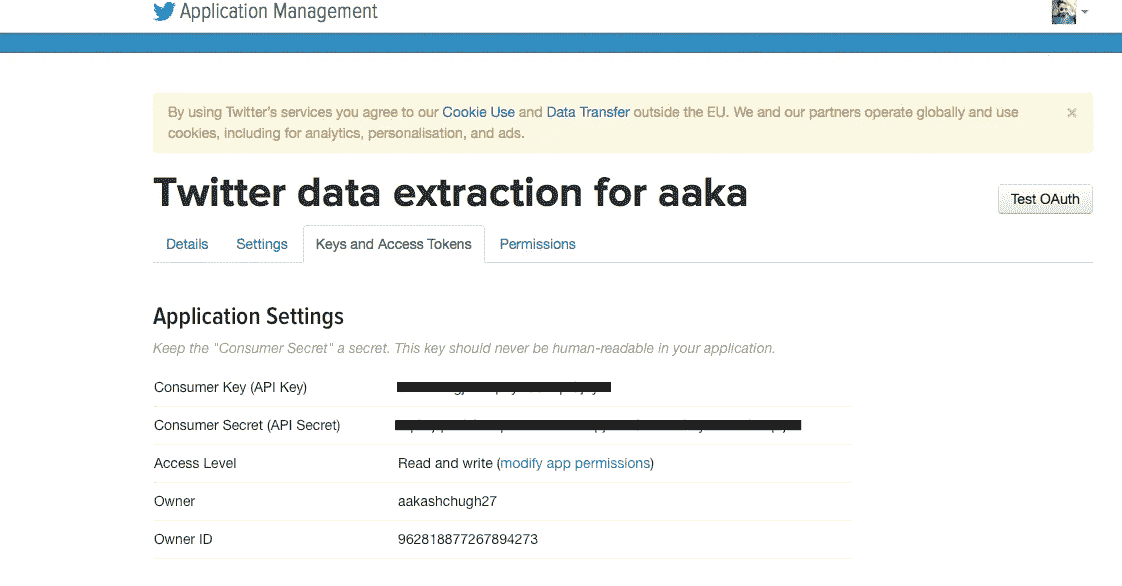 Application Management
By using Twitter's services you agree to our Cookie Use and Data Transfer outside the EU. We and our partners operate globally and use
cookies, including for analytics, personalisation, and ads.
×
Twitter data extraction for aaka
Test OAuth
Details Settings Keys and Access Tokens Permissions
Application Settings
Keep the "Consumer Secret" a secret. This key should never be human-readable in your application.
Consumer Key (API Key)
Consumer Secret (API Secret)
Access Level Read and write (modify app permissions)
Owner aakashchugh27
Owner ID 962818877267894273